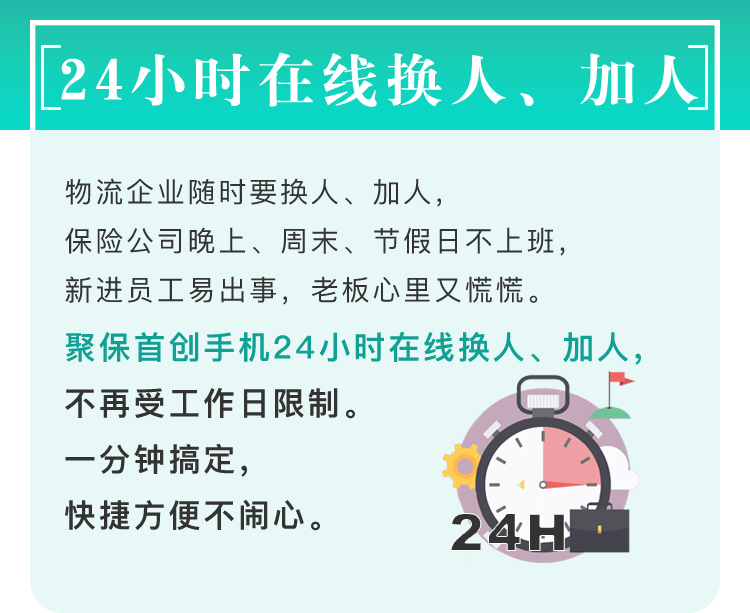 24小时在线换人、加人
物流企业随时要换人、加人，
保险公司晚上、周末、节假日不上班，
新进员工易出事，老板心里又慌慌。
聚保首创手机24小时在线换人、加人，
不再受工作日限制。
一分钟搞定，
快捷方便不闹心。
24H